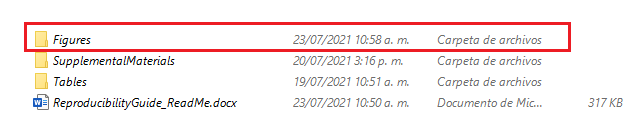 Figures 23/07/2021 10:58 a. m. Carpeta de archivos
SupplementalMaterials 20/07/2021 3:16 p. m. Carpeta de archivos
Tables 19/07/2021 10:51 a. m. Carpeta de archivos
ReproducibilityGuide_ReadMe.docx 23/07/2021 10:50 a. m. Documento de Mic... 317 KB